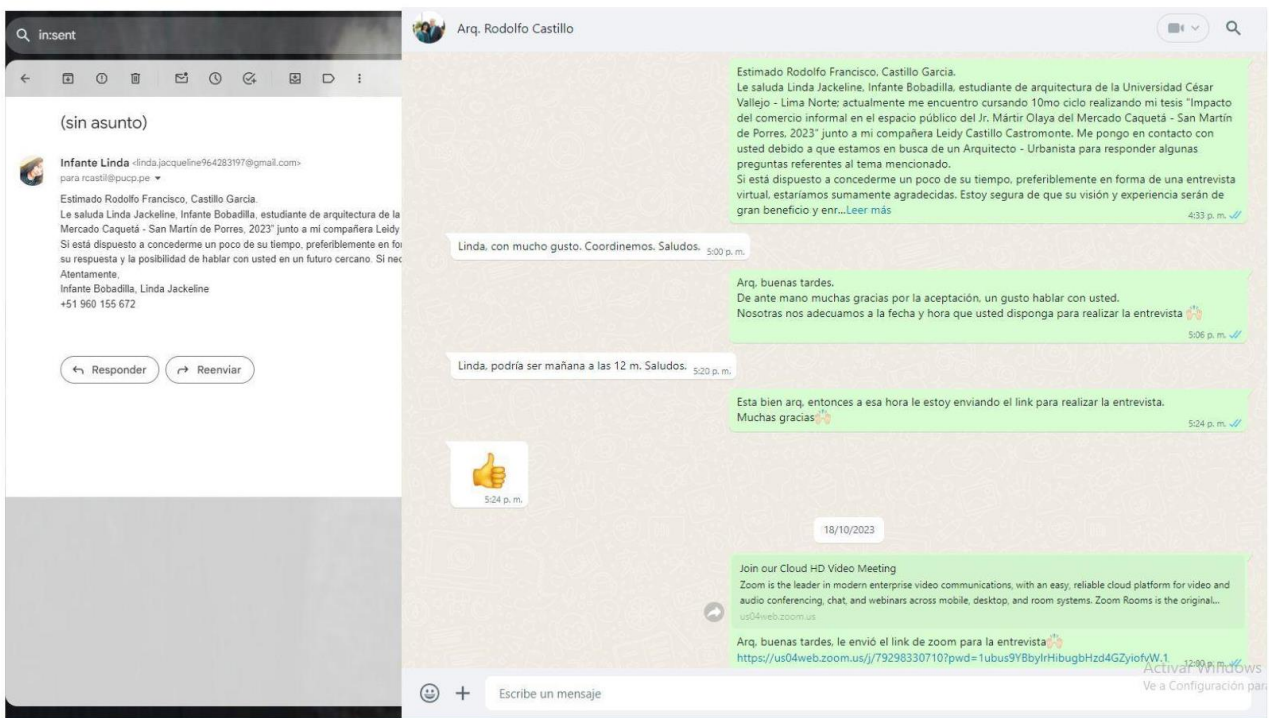 in:sent
(sin asunto)
Infante Linda <linda.jacqueline964283197@gmail.com>
para rcastil@pucp.pe
Estimado Rodolfo Francisco, Castillo Garcia.
Le saluda Linda Jackeline, Infante Bobadilla, estudiante de arquitectura de la
Mercado Caquetá - San Martín de Porres, 2023" junto a mi compañera Leidy
Si está dispuesto a concederme un poco de su tiempo, preferiblemente en for
su respuesta y la posibilidad de hablar con usted en un futuro cercano. Si nec
Atentamente,
Infante Bobadilla, Linda Jackeline
+51 960 155 672
Responder
Reenviar
Arq. Rodolfo Castillo
Estimado Rodolfo Francisco, Castillo Garcia.
Le saluda Linda Jackeline, Infante Bobadilla, estudiante de arquitectura de la Universidad César
Vallejo - Lima Norte; actualmente me encuentro cursando 10mo ciclo realizando mi tesis "Impacto
del comercio informal en el espacio público del Jr. Mártir Olaya del Mercado Caquetá - San Martín
de Porres, 2023" junto a mi compañera Leidy Castillo Castromonte. Me pongo en contacto con
usted debido a que estamos en busca de un Arquitecto - Urbanista para responder algunas
preguntas referentes al tema mencionado.
Si está dispuesto a concederme un poco de su tiempo, preferiblemente en forma de una entrevista
virtual, estaríamos sumamente agradecidas. Estoy segura de que su visión y experiencia serán de
gran beneficio y enr...Leer más
4:33 p. m.
Linda, con mucho gusto. Coordinemos. Saludos. 5:00 p. m.
Arq. buenas tardes.
De ante mano muchas gracias por la aceptación, un gusto hablar con usted.
Nosotras nos adecuamos a la fecha y hora que usted disponga para realizar la entrevista 🙌🏻
5:06 p. m.
Linda, podría ser mañana a las 12 m. Saludos. 5:20 p. m.
Esta bien arq, entonces a esa hora le estoy enviando el link para realizar la entrevista.
Muchas gracias🙌🏻
5:24 p. m.
👍
5:24 p. m.
18/10/2023
Join our Cloud HD Video Meeting
Zoom is the leader in modern enterprise video communications, with an easy, reliable cloud platform for video and
audio conferencing, chat, and webinars across mobile, desktop, and room systems. Zoom Rooms is the original...
us04web.zoom.us
Arq, buenas tardes, le envió el link de zoom para la entrevista🙌🏻
https://us04web.zoom.us/j/79298330710?pwd=1ubus9YBbylrHibugbHzd4GZyiofvW.1
12:00 p. m.
Activar Windows
Ve a Configuración par
Escribe un mensaje